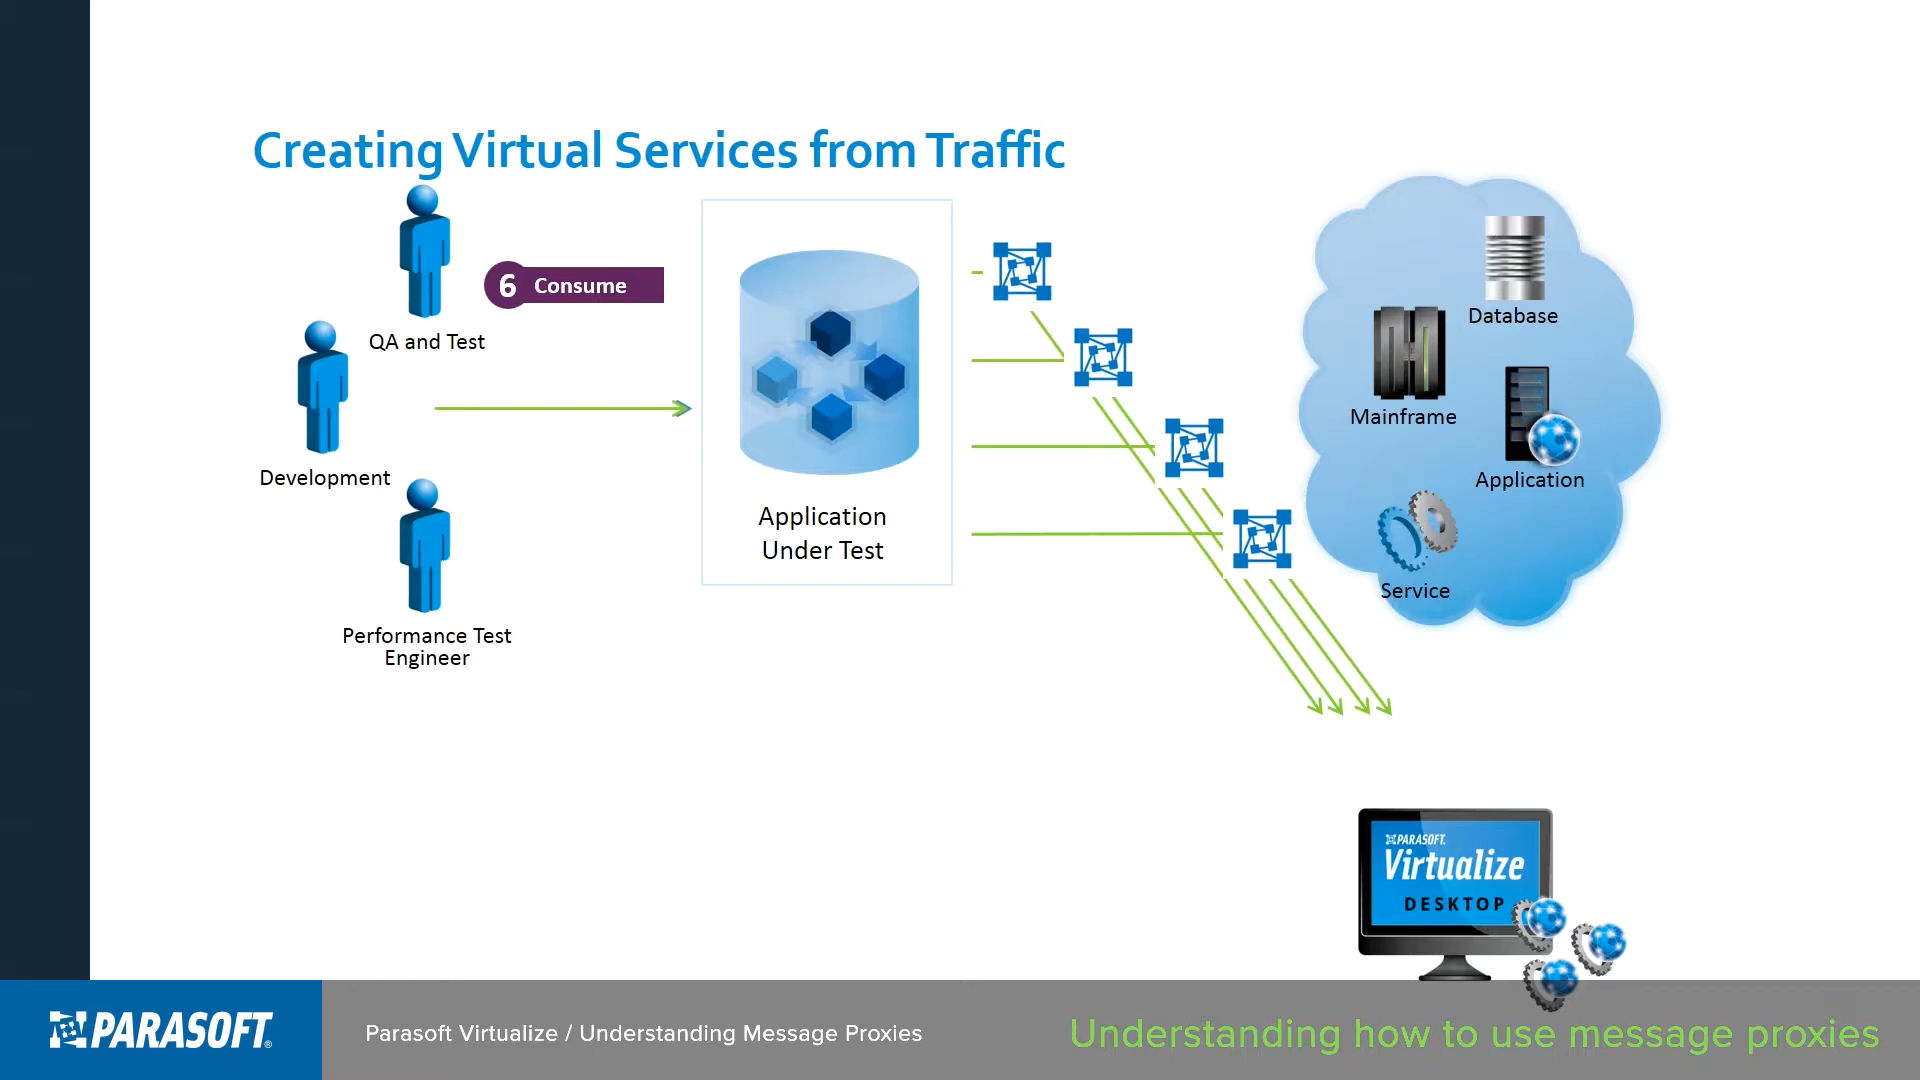 Creating Virtual Services from Traffic
6 Consume
QA and Test
Development
Performance Test
Engineer
Application
Under Test
Database
Mainframe
Application
Service
PARASOFT.
Virtualize
DESKTOP
PARASOFT®
Parasoft Virtualize / Understanding Message Proxies
Understanding how to use message proxies